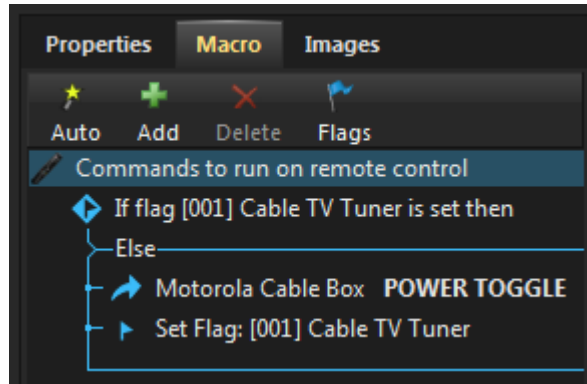 Properties Macro Images
Auto Add Delete Flags
Commands to run on remote control
If flag [001] Cable TV Tuner is set then
Else
Motorola Cable Box POWER TOGGLE
Set Flag: [001] Cable TV Tuner